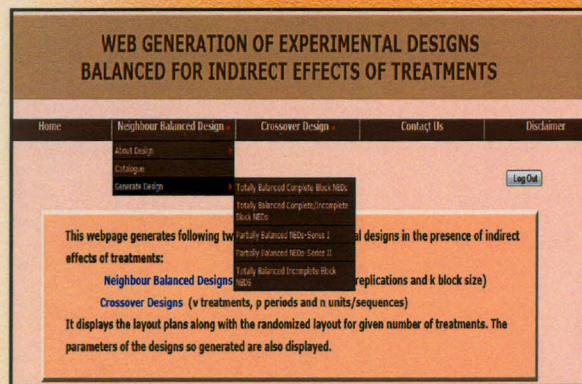 WEB GENERATION OF EXPERIMENTAL DESIGNS
BALANCED FOR INDIRECT EFFECTS OF TREATMENTS
Home Neighbour Balanced Design Crossover Design Contact Us Disclaimer
About Design
Catalogue
Generate Design
Totally Balanced Complete Block NBDs
Totally Balanced Complete/Incomplete
Block NBDs
Partially Balanced NBDs-Series I
Partially Balanced NBDs-Series II
Totally Balanced Incomplete Block
NBDS
Log Out
This webpage generates following tw al designs in the presence of indirect
effects of treatments:
Neighbour Balanced Designs replications and k block size)
Crossover Designs (v treatments, p periods and n units/sequences)
It displays the layout plans along with the randomized layout for given number of treatments. The
parameters of the designs so generated are also displayed.